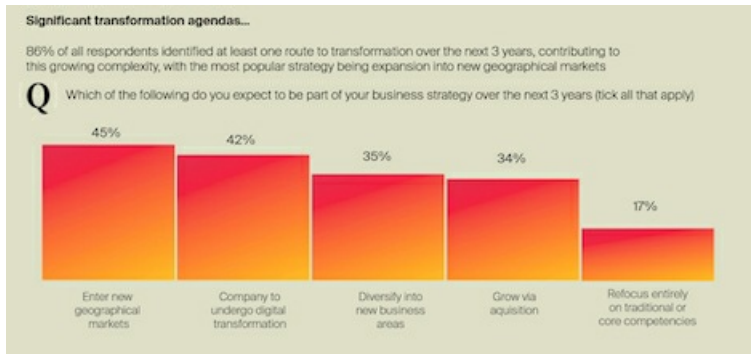 Significant transformation agendas...
86% of all respondents identified at least one route to transformation over the next 3 years, contributing to
this growing complexity, with the most popular strategy being expansion into new geographical markets
Q Which of the following do you expect to be part of your business strategy over the next 3 years (tick all that apply)
45%
42%
35%
34%
17%
Enter new
geographical
markets
Company to
undergo digital
transformation
Diversify into
new business
areas
Grow via
aquisition
Refocus entirely
on traditional or
core competencies